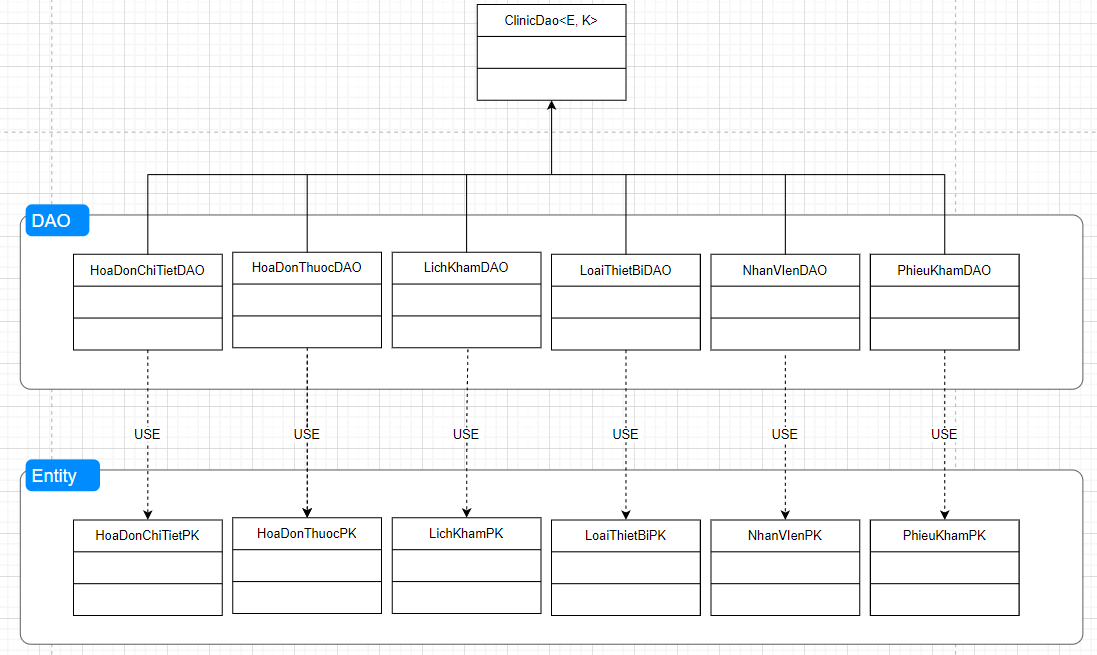 ClinicDao<E, K>
DAO
HoaDonChiTietDAO
HoaDonThuocDAO
LichKhamDAO
LoaiThietBiDAO
NhanVIenDAO
PhieuKhamDAO
USE
USE
USE
USE
USE
USE
Entity
HoaDonChiTietPK
HoaDonThuocPK
LichKhamPK
LoaiThietBiPK
NhanVIenPK
PhieuKhamPK